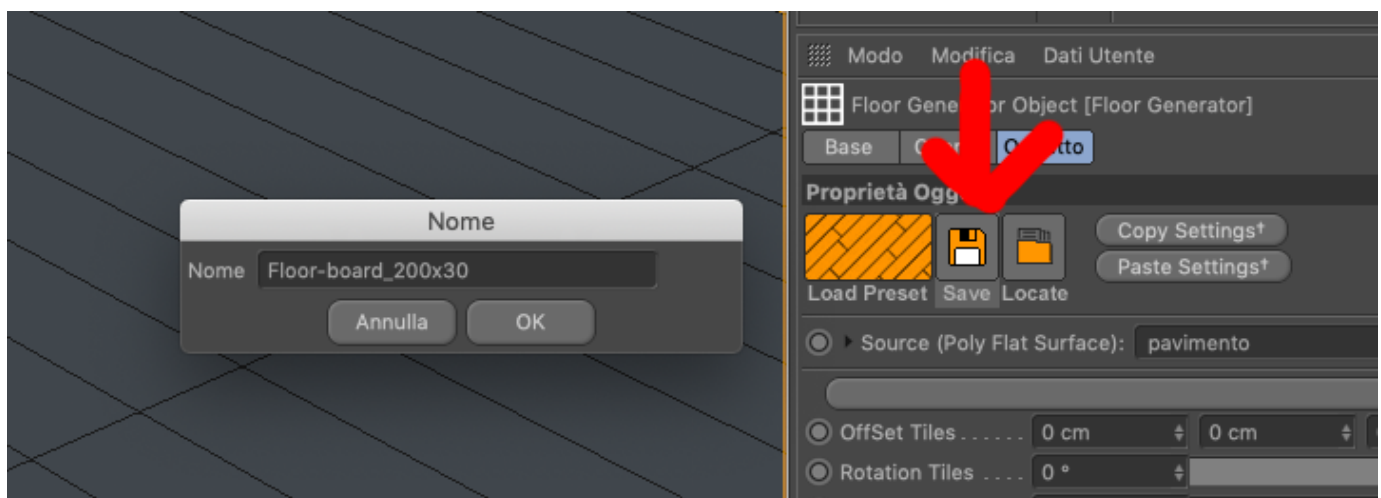 Modo Modifica Dati Utente
Floor Generator Object [Floor Generator]
Base
Proprietà
Nome
Nome Floor-board_200x30
Annulla OK
Copy Settings†
Paste Settings†
Load Preset Save Locate
Source (Poly Flat Surface): pavimento
OffSet Tiles...... 0 cm 0 cm
Rotation Tiles .... 0 °